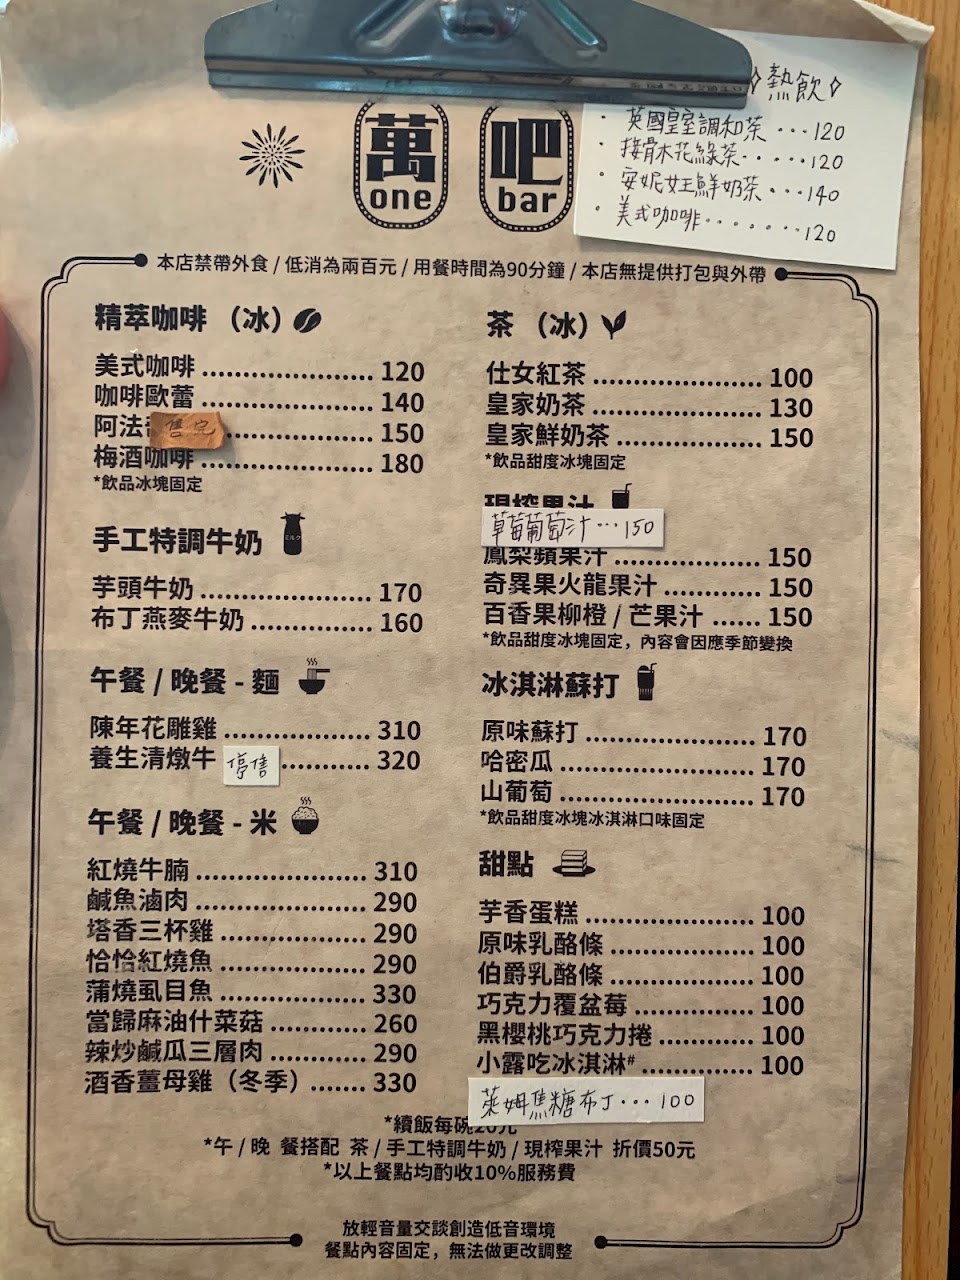 萬 吧
one bar
◊熱飲◊
· 英國皇室調和茶 ···120
· 接骨木花綠茶·····120
· 安妮女王鮮奶茶···140
· 美式咖啡·······120
本店禁帶外食 / 低消為兩百元 / 用餐時間為90分鐘 / 本店無提供打包與外帶
精萃咖啡 （冰）
美式咖啡 ........................ 120
咖啡歐蕾 ........................ 140
阿法 售完 ........................ 150
梅酒咖啡 ........................ 180
*飲品冰塊固定
手工特調牛奶
芋頭牛奶 ........................ 170
布丁燕麥牛奶 ................. 160
午餐 / 晚餐 - 麵
陳年花雕雞 ..................... 310
養生清燉牛 停售 ............ 320
午餐 / 晚餐 - 米
紅燒牛腩 ........................ 310
鹹魚滷肉 ........................ 290
塔香三杯雞 ..................... 290
恰恰紅燒魚 ..................... 290
蒲燒虱目魚 ..................... 330
當歸麻油什菜菇 ............. 260
辣炒鹹瓜三層肉 ............. 290
酒香薑母雞（冬季）....... 330
茶 （冰）
仕女紅茶 ........................ 100
皇家奶茶 ........................ 130
皇家鮮奶茶 ..................... 150
*飲品甜度冰塊固定
現榨果汁
草莓葡萄汁···150
鳳梨蘋果汁 ..................... 150
奇異果火龍果汁 ............. 150
百香果柳橙 / 芒果汁 ...... 150
*飲品甜度冰塊固定，內容會因應季節變換
冰淇淋蘇打
原味蘇打 ........................ 170
哈密瓜 ............................ 170
山葡萄 ............................ 170
*飲品甜度冰塊冰淇淋口味固定
甜點
芋香蛋糕 ........................ 100
原味乳酪條 ..................... 100
伯爵乳酪條 ..................... 100
巧克力覆盆莓 ................. 100
黑櫻桃巧克力捲 ............. 100
小露吃冰淇淋# ............... 100
萊姆焦糖布丁···100
*續飯每碗20元
*午 / 晚 餐搭配 茶 / 手工特調牛奶 / 現榨果汁 折價50元
*以上餐點均酌收10%服務費
放輕音量交談創造低音環境
餐點內容固定，無法做更改調整